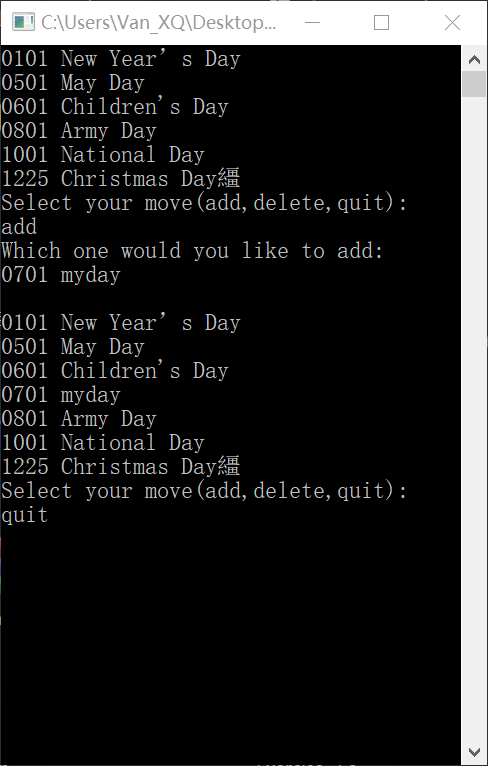 C:\Users\Van_XQ\Desktop...
0101 New Year’s Day
0501 May Day
0601 Children's Day
0801 Army Day
1001 National Day
1225 Christmas Day繮
Select your move(add,delete,quit):
add
Which one would you like to add:
0701 myday
0101 New Year’s Day
0501 May Day
0601 Children's Day
0701 myday
0801 Army Day
1001 National Day
1225 Christmas Day繮
Select your move(add,delete,quit):
quit